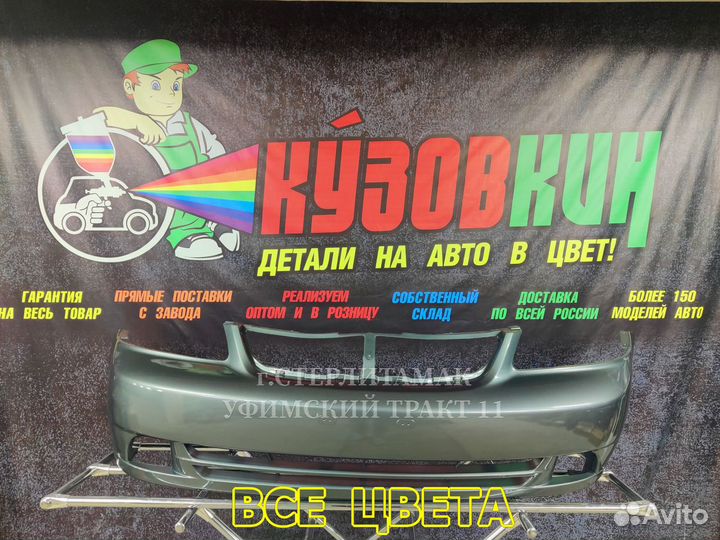 КУЗОВКИН
ДЕТАЛИ НА АВТО В ЦВЕТ!
ГАРАНТИЯ
НА ВЕСЬ ТОВАР
ПРЯМЫЕ ПОСТАВКИ
С ЗАВОДА
РЕАЛИЗУЕМ
ОПТОМ И В РОЗНИЦУ
СОБСТВЕННЫЙ
СКЛАД
ДОСТАВКА
ПО ВСЕЙ РОССИИ
БОЛЕЕ 150
МОДЕЛЕЙ АВТО
Г.СТЕРЛИТАМАК
УФИМСКИЙ ТРАКТ 11
ВСЕ ЦВЕТА
Avito